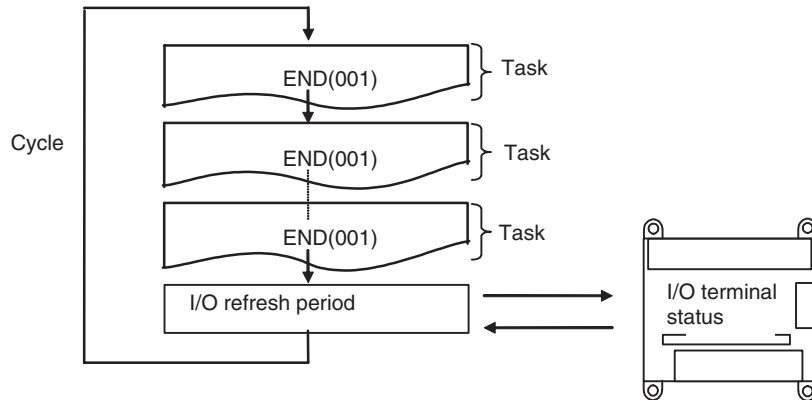 END(001)
Task
Cycle
END(001)
Task
END(001)
Task
I/O refresh period
I/O terminal
status